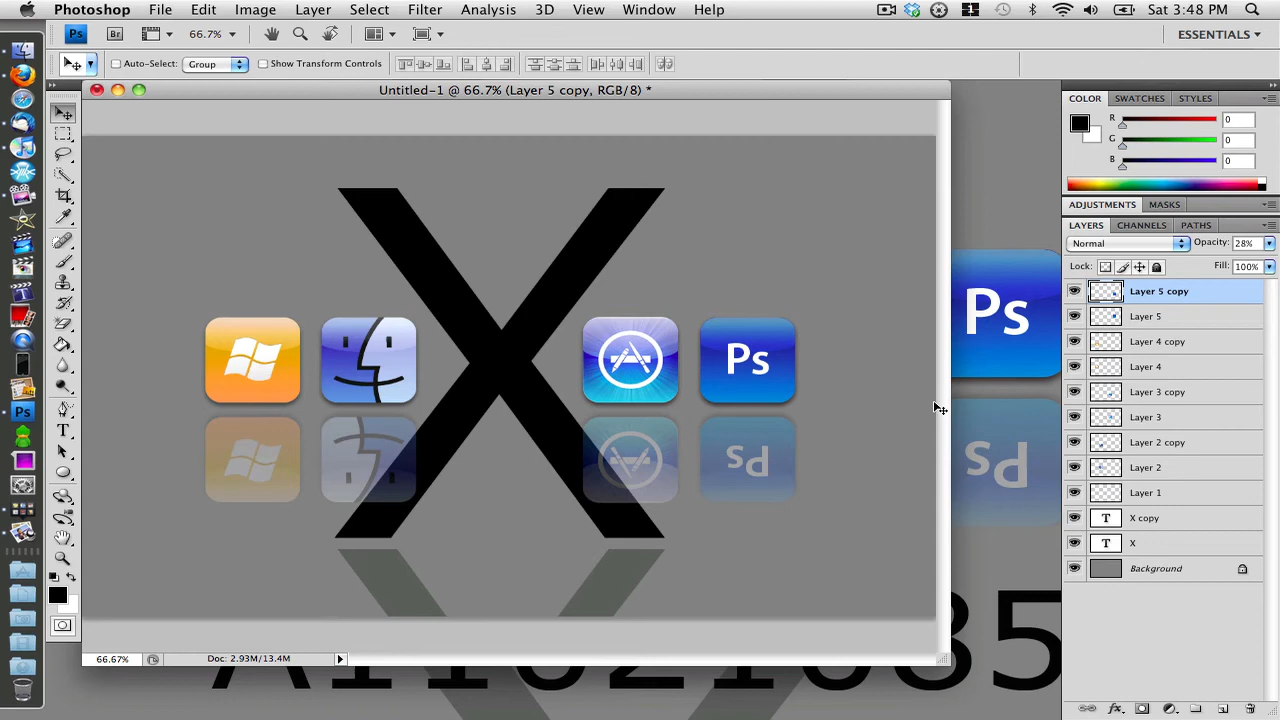 Photoshop File Edit Image Layer Select Filter Analysis 3D View Window Help 1 Sat 3:48 PM
Ps Br 66.7% ESSENTIALS
Auto-Select: Group Show Transform Controls
Untitled-1 @ 66.7% (Layer 5 copy, RGB/8) *
COLOR SWATCHES STYLES
R 0
G 0
B 0
ADJUSTMENTS MASKS
LAYERS CHANNELS PATHS
Normal Opacity: 28%
Lock: Fill: 100%
Layer 5 copy
Layer 5
Layer 4 copy
Layer 4
Layer 3 copy
Layer 3
Layer 2 copy
Layer 2
Layer 1
T X copy
T X
Background
X
Ps
Ps
66.67% Doc: 2.93M/13.4M